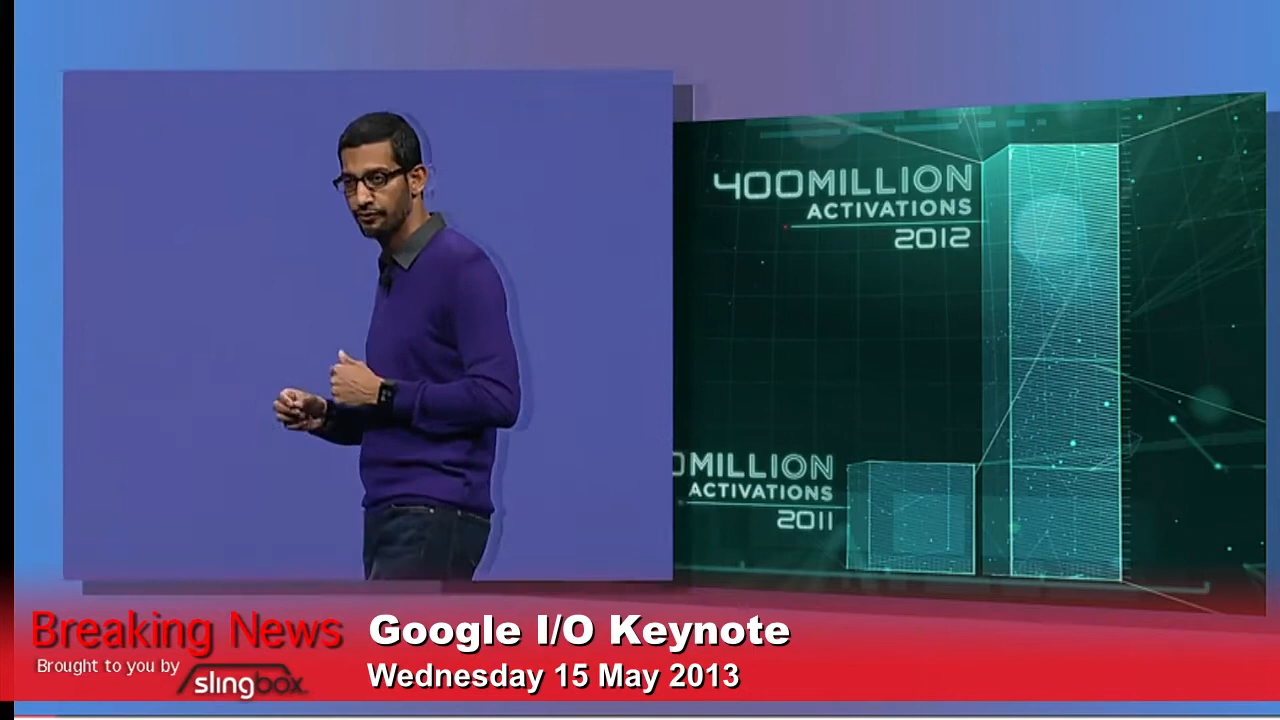 400MILLION
ACTIVATIONS
2012
0MILLION
ACTIVATIONS
2011
Breaking News
Brought to you by
slingbox
Google I/O Keynote
Wednesday 15 May 2013